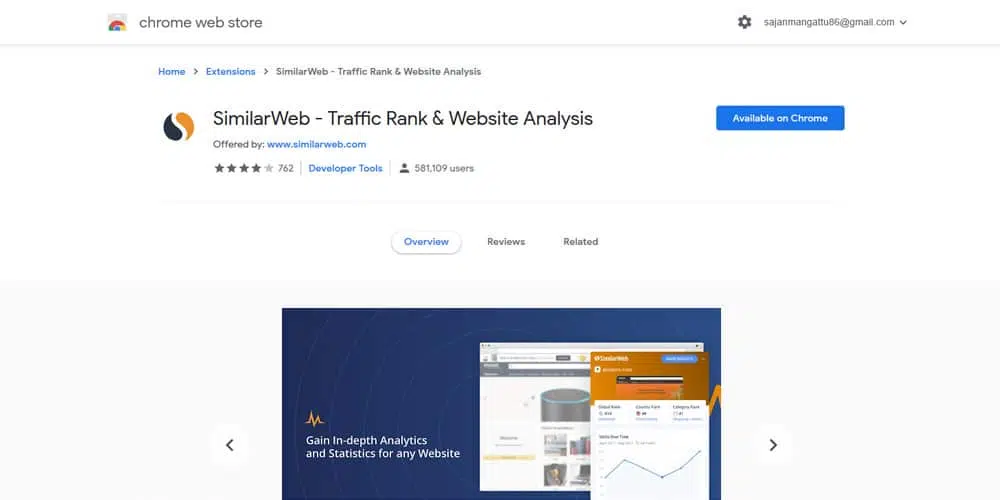 chrome web store
sajanmangattu86@gmail.com
Home > Extensions > SimilarWeb - Traffic Rank & Website Analysis
SimilarWeb - Traffic Rank & Website Analysis
Available on Chrome
Offered by: www.similarweb.com
762 Developer Tools 581,109 users
Overview Reviews Related
SimilarWeb
Global Rank Country Rank Category Rank
Gain In-depth Analytics
and Statistics for any Website
Visits Over Time